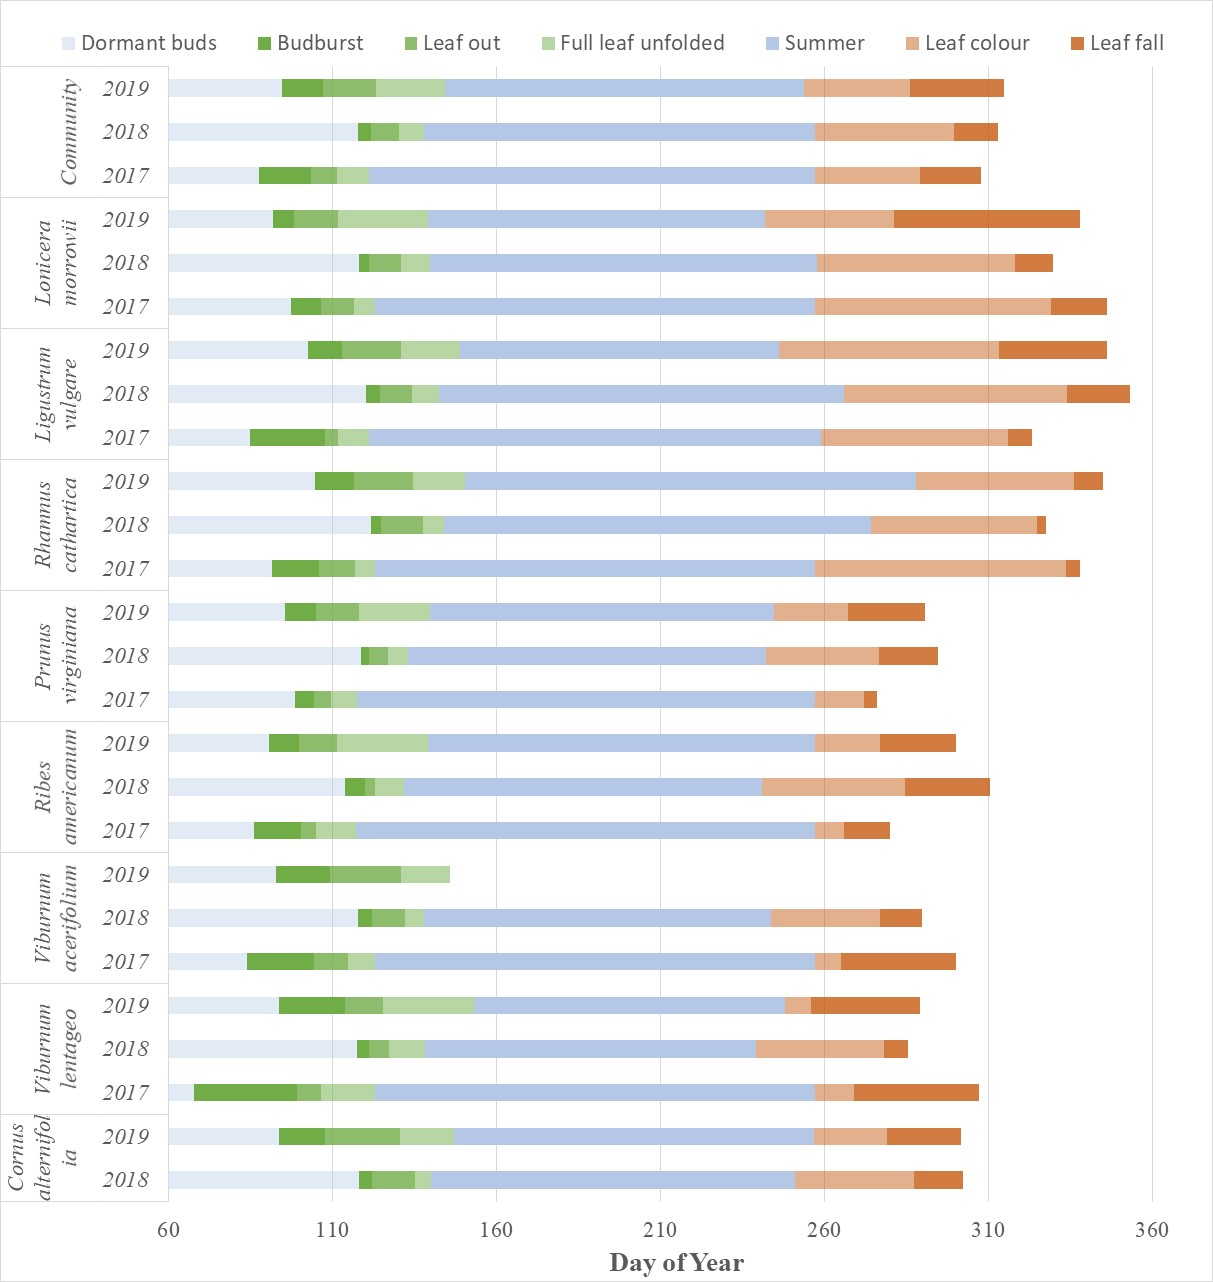 Dormant buds Budburst Leaf out Full leaf unfolded Summer Leaf colour Leaf fall
Community
2019
2018
2017
Lonicera
morrowii
2019
2018
2017
Ligustrum
vulgare
2019
2018
2017
Rhamnus
cathartica
2019
2018
2017
Prunus
virginiana
2019
2018
2017
Ribes
americanum
2019
2018
2017
Viburnum
acerifolium
2019
2018
2017
Viburnum
lentageo
2019
2018
2017
Cornus
alternifol
ia
2019
2018
60 110 160 210 260 310 360
Day of Year